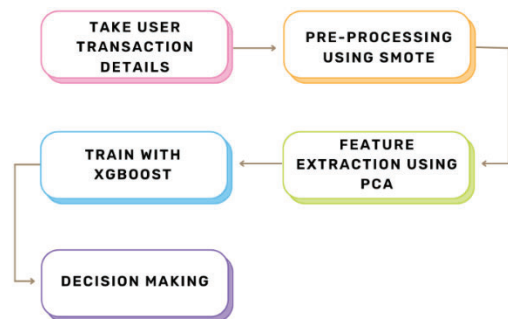 TAKE USER
TRANSACTION
DETAILS
PRE-PROCESSING
USING SMOTE
FEATURE
EXTRACTION USING
PCA
TRAIN WITH
XGBOOST
DECISION MAKING